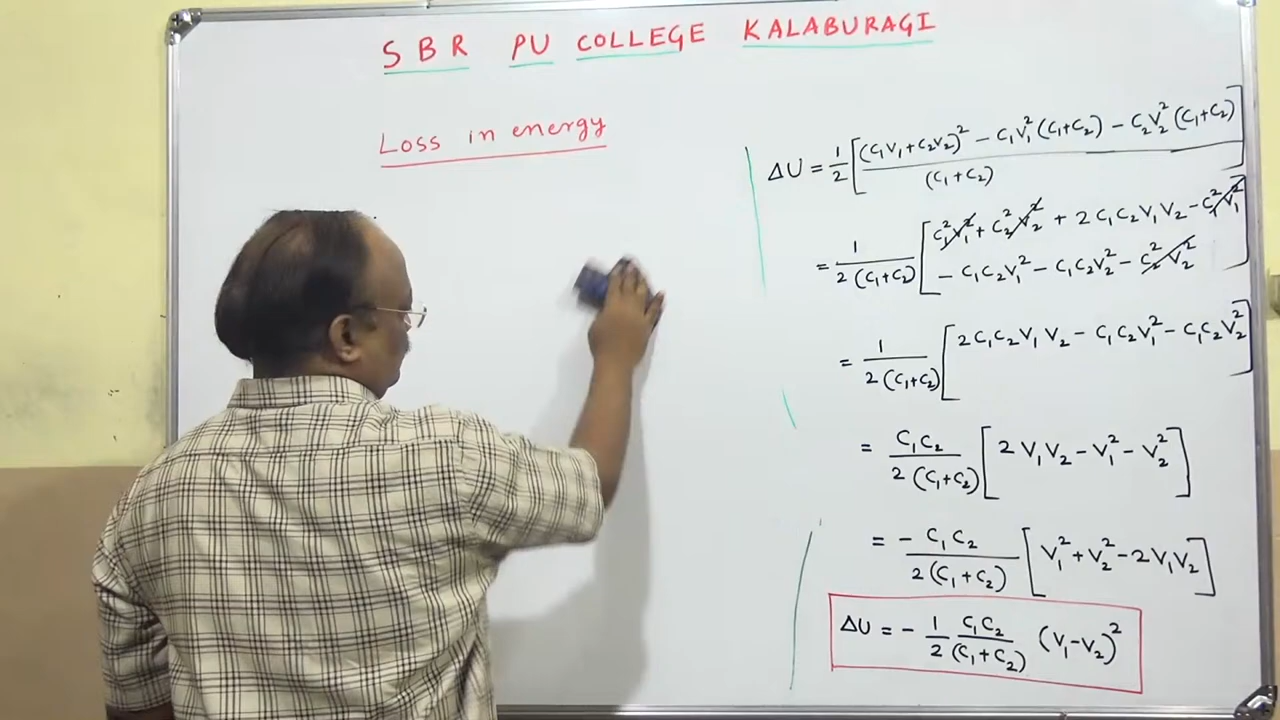 SBR PU COLLEGE KALABURAGI
Loss in energy
ΔU = 1/2 [((C₁V₁+C₂V₂)² − C₁V₁²(C₁+C₂) − C₂V₂²(C₁+C₂))/(C₁+C₂)]
= 1/(2(C₁+C₂)) [C₁²V₁² + C₂²V₂² + 2C₁C₂V₁V₂ − C₁²V₁²
− C₁C₂V₁² − C₁C₂V₂² − C₂²V₂²]
= 1/(2(C₁+C₂)) [2C₁C₂V₁V₂ − C₁C₂V₁² − C₁C₂V₂²]
= C₁C₂/(2(C₁+C₂)) [2V₁V₂ − V₁² − V₂²]
= −C₁C₂/(2(C₁+C₂)) [V₁² + V₂² − 2V₁V₂]
ΔU = − 1/2 C₁C₂/(C₁+C₂) (V₁−V₂)²